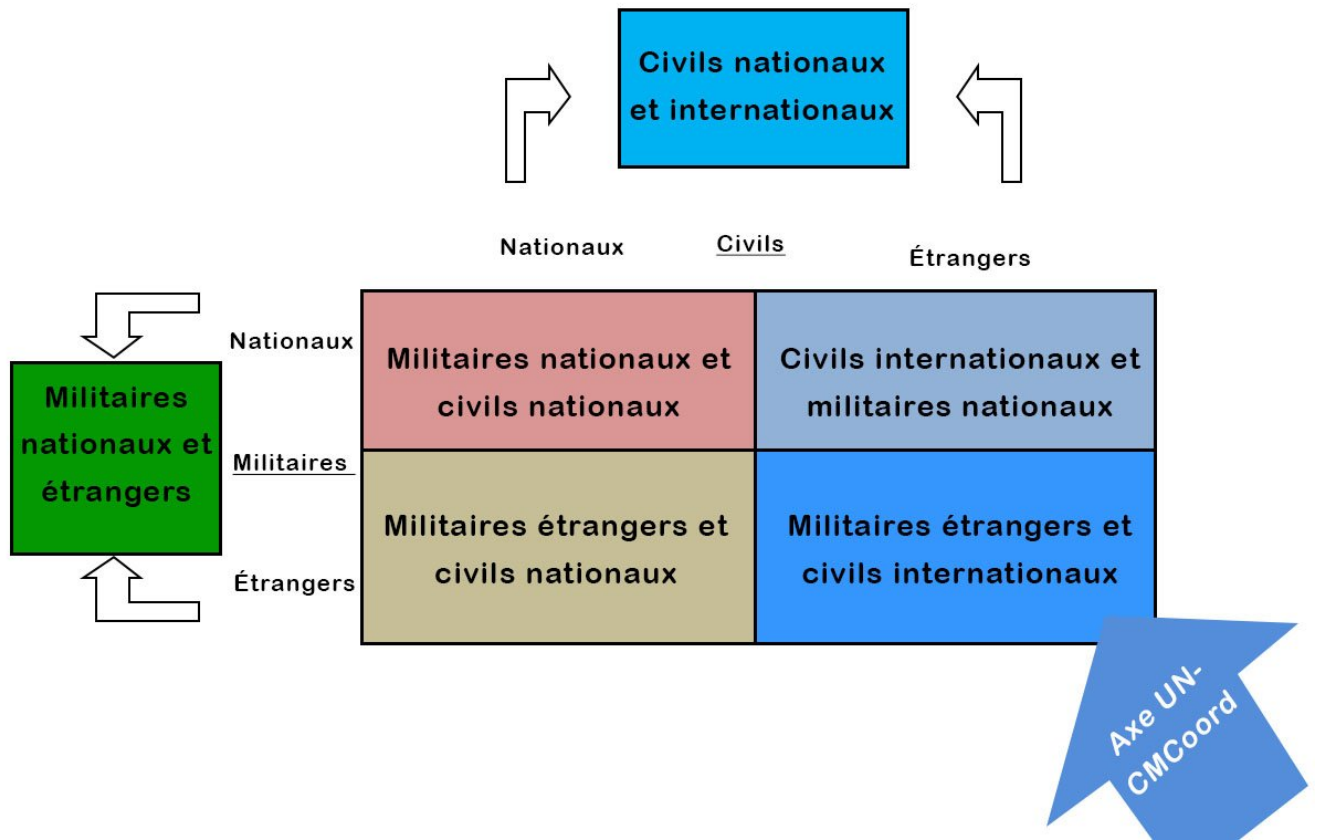 Civils nationaux
et internationaux
Nationaux
Civils
Étrangers
Nationaux
Militaires
nationaux et
étrangers
Militaires
Étrangers
Militaires nationaux et
civils nationaux
Civils internationaux et
militaires nationaux
Militaires étrangers et
civils nationaux
Militaires étrangers et
civils internationaux
Axe UN-
CMCoord